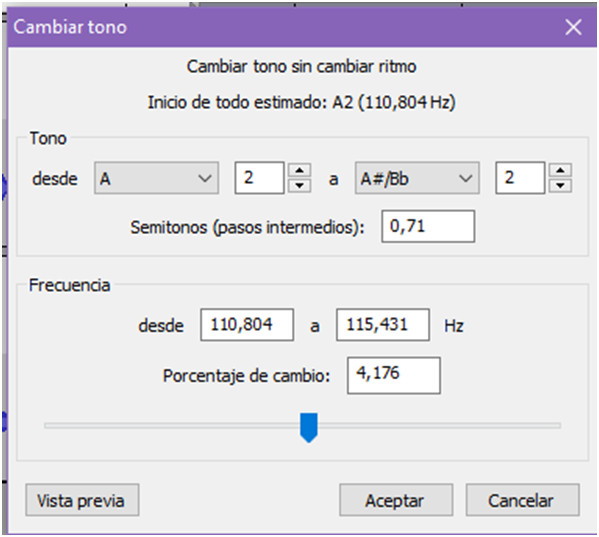 Cambiar tono
Cambiar tono sin cambiar ritmo
Inicio de todo estimado: A2 (110,804 Hz)
Tono
desde A 2 a A#/Bb 2
Semitonos (pasos intermedios): 0,71
Frecuencia
desde 110,804 a 115,431 Hz
Porcentaje de cambio: 4,176
Vista previa Aceptar Cancelar